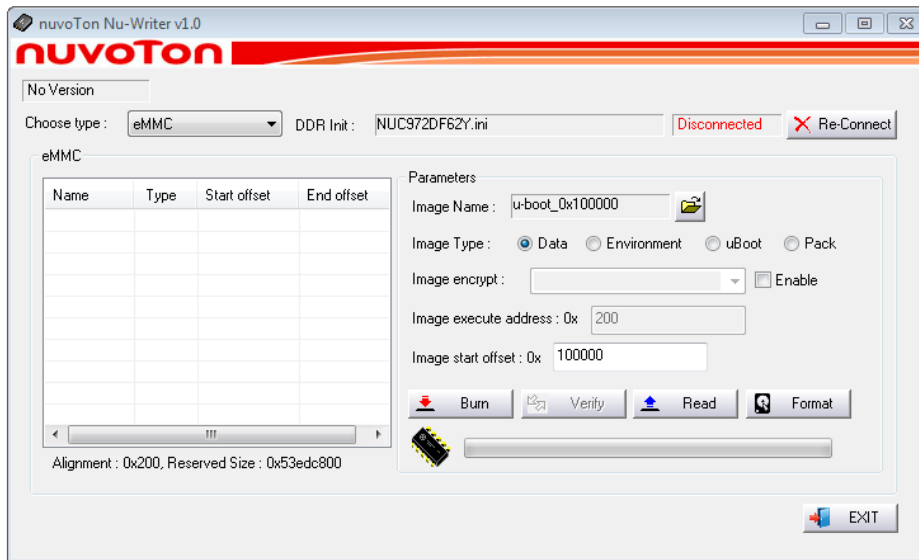 nuvoTon Nu-Writer v1.0
nuvoTon
No Version
Choose type : eMMC DDR Init : NUC972DF62Y.ini Disconnected Re-Connect
eMMC
Name Type Start offset End offset
Parameters
Image Name : u-boot_0x100000
Image Type : Data Environment uBoot Pack
Image encrypt : Enable
Image execute address : 0x 200
Image start offset : 0x 100000
Burn Verify Read Format
Alignment : 0x200, Reserved Size : 0x53edc800
EXIT